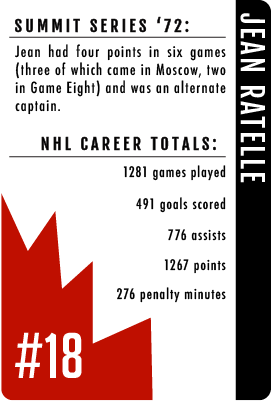 SUMMIT SERIES ‘72:
Jean had four points in six games
(three of which came in Moscow, two
in Game Eight) and was an alternate
captain.
NHL CAREER TOTALS:
1281 games played
491 goals scored
776 assists
1267 points
276 penalty minutes
#18
JEAN RATELLE